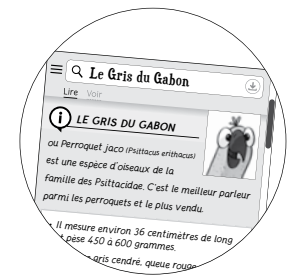 Le Gris du Gabon
Lire Voir
LE GRIS DU GABON
ou Perroquet jaco (Psittacus erithacus)
est une espèce d'oiseaux de la
famille des Psittacidae. C'est le meilleur parleur
parmi les perroquets et le plus vendu.
Il mesure environ 36 centimètres de long
pèse 450 à 600 grammes.
gris cendré, queue rouge